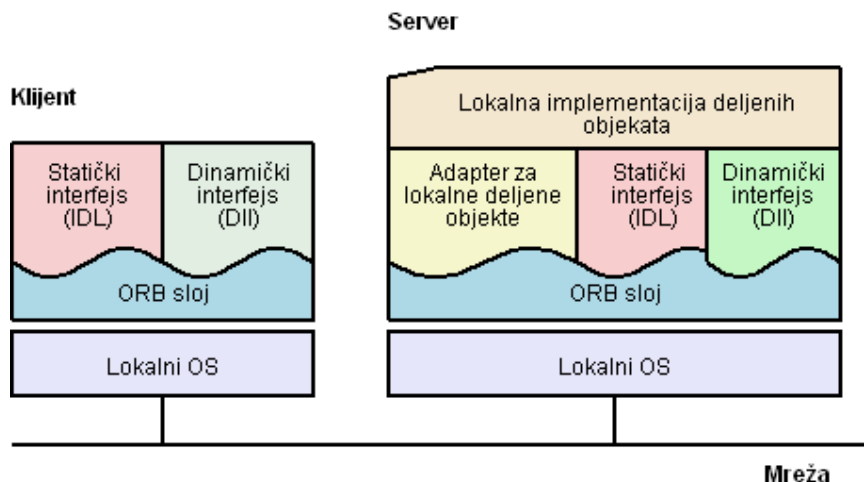 Server
Klijent
Lokalna implementacija deljenih
objekata
Statički
interfejs
(IDL)
Dinamički
interfejs
(DII)
Adapter za
lokalne deljene
objekte
Statički
interfejs
(IDL)
Dinamički
interfejs
(DII)
ORB sloj
ORB sloj
Lokalni OS
Lokalni OS
Mreža